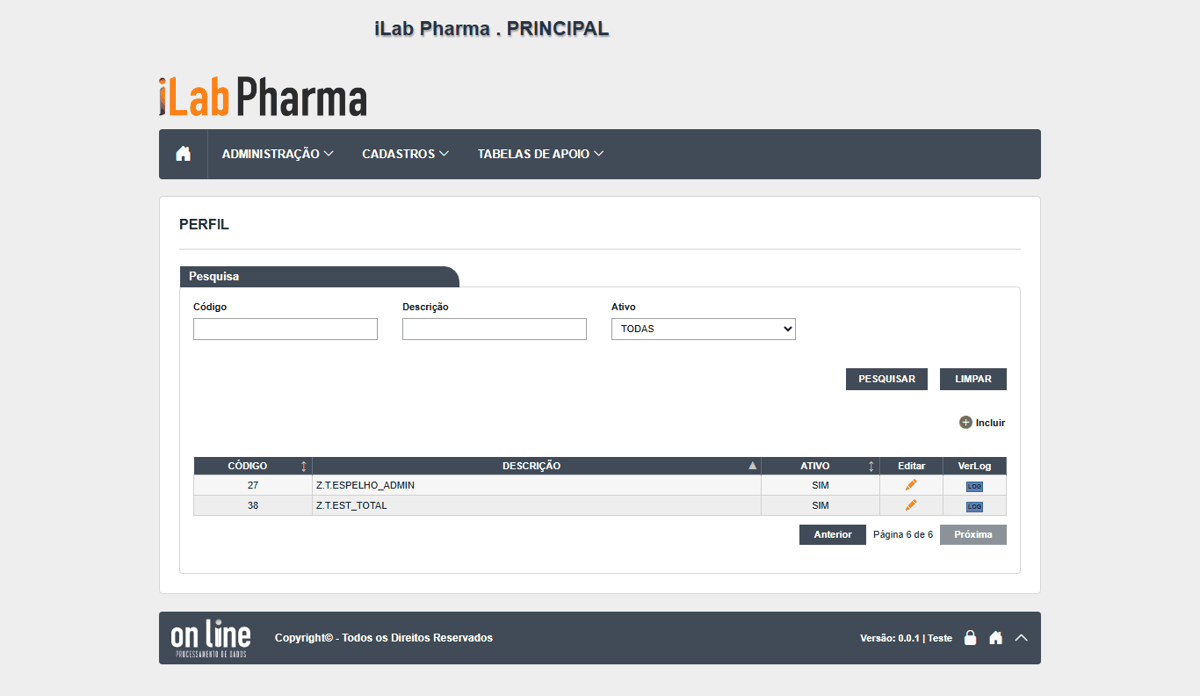 iLab Pharma . PRINCIPAL
iLab Pharma
ADMINISTRAÇÃO CADASTROS TABELAS DE APOIO
PERFIL
Pesquisa
Código Descrição Ativo
TODAS
PESQUISAR LIMPAR
Incluir
CÓDIGO DESCRIÇÃO ATIVO Editar VerLog
27 Z.T.ESPELHO_ADMIN SIM LOG
38 Z.T.EST_TOTAL SIM LOG
Anterior Página 6 de 6 Próxima
on line
PROCESSAMENTO DE DADOS
Copyright© - Todos os Direitos Reservados
Versão: 0.0.1 | Teste